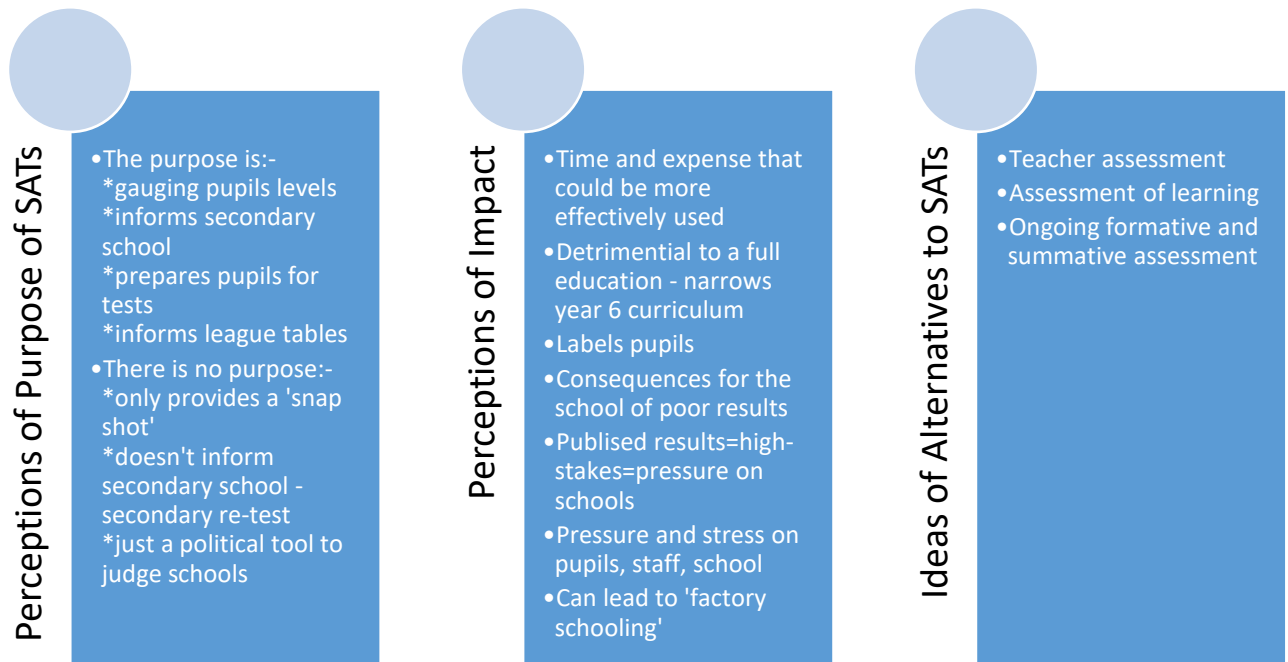 Perceptions of Purpose of SATs
•The purpose is:-
*gauging pupils levels
*informs secondary
school
*prepares pupils for
tests
*informs league tables
•There is no purpose:-
*only provides a 'snap
shot'
*doesn't inform
secondary school -
secondary re-test
*just a political tool to
judge schools
Perceptions of Impact
•Time and expense that
could be more
effectively used
•Detrimential to a full
education - narrows
year 6 curriculum
•Labels pupils
•Consequences for the
school of poor results
•Publised results=high-
stakes=pressure on
schools
•Pressure and stress on
pupils, staff, school
•Can lead to 'factory
schooling'
Ideas of Alternatives to SATs
•Teacher assessment
•Assessment of learning
•Ongoing formative and
summative assessment